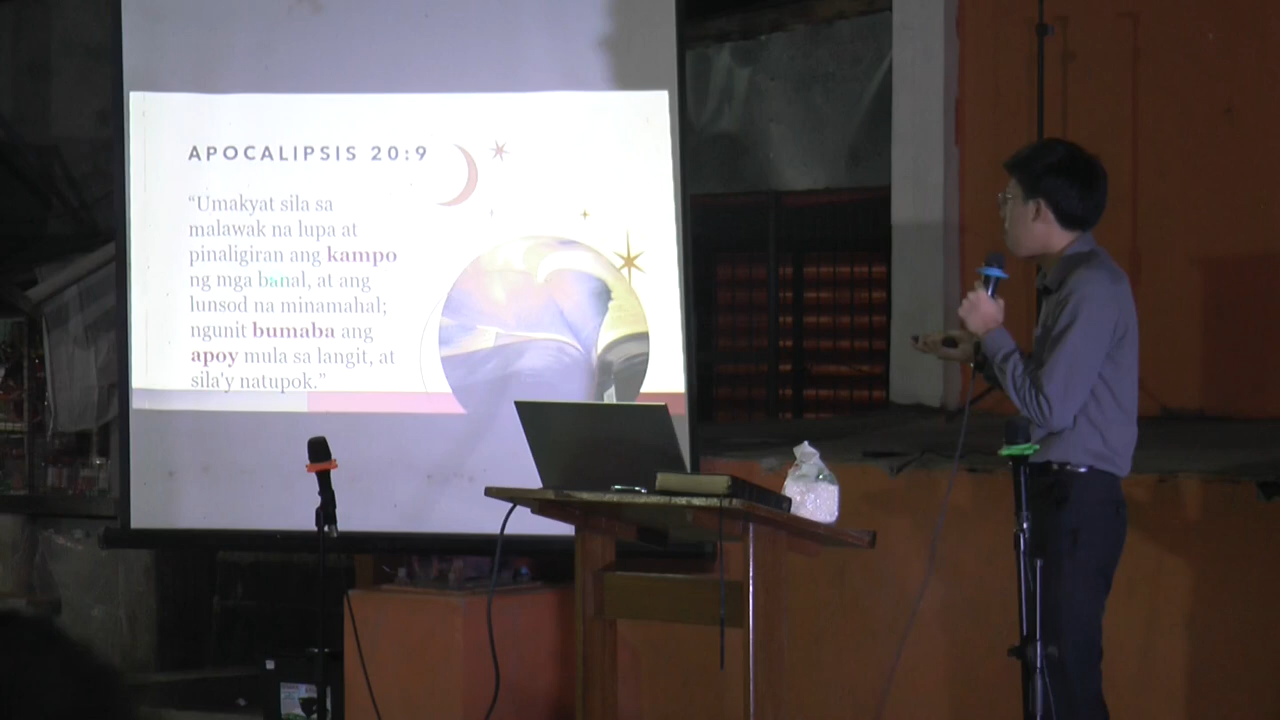 APOCALIPSIS 20:9
“Umakyat sila sa
malawak na lupa at
pinaligiran ang kampo
ng mga banal, at ang
lunsod na minamahal;
ngunit bumaba ang
apoy mula sa langit, at
sila'y natupok.”